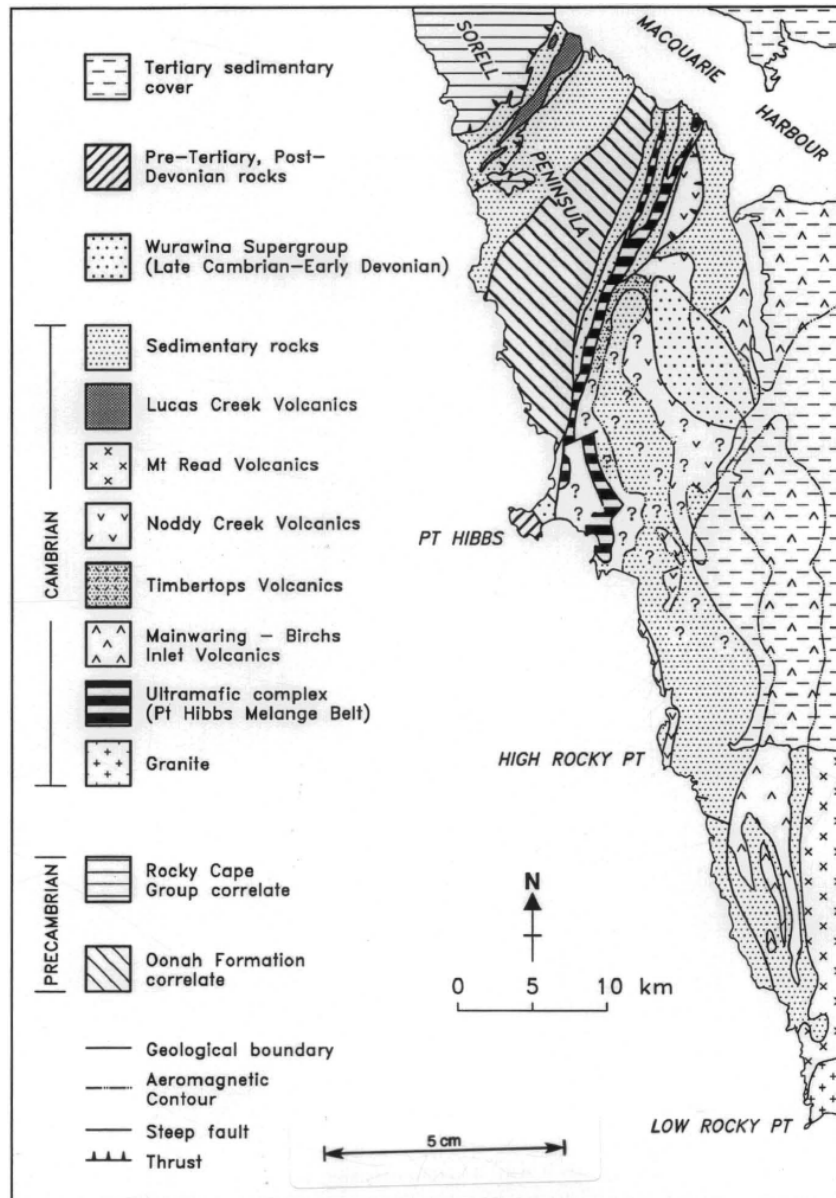 Tertiary sedimentary
cover
Pre-Tertiary, Post-
Devonian rocks
Wurawina Supergroup
(Late Cambrian-Early Devonian)
CAMBRIAN
Sedimentary rocks
Lucas Creek Volcanics
Mt Read Volcanics
Noddy Creek Volcanics
Timbertops Volcanics
Mainwaring - Birchs
Inlet Volcanics
Ultramafic complex
(Pt Hibbs Melange Belt)
Granite
PRECAMBRIAN
Rocky Cape
Group correlate
Oonah Formation
correlate
Geological boundary
Aeromagnetic
Contour
Steep fault
Thrust
SORELL
PENINSULA
MACQUARIE
HARBOUR
PT HIBBS
HIGH ROCKY PT
LOW ROCKY PT
N
0 5 10 km
5 cm